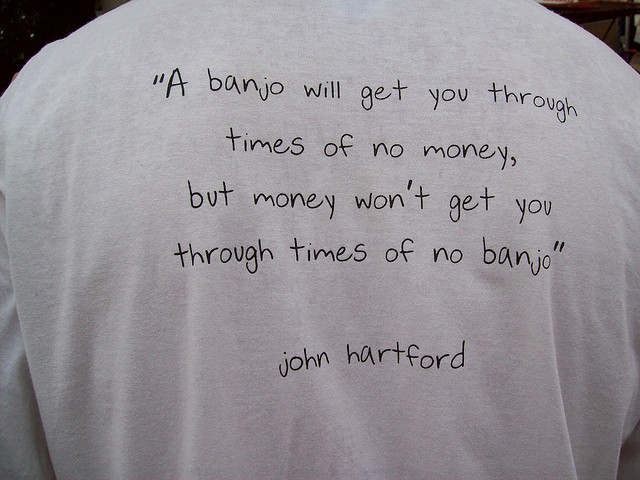 "A banjo will get you through
times of no money,
but money won't get you
through times of no banjo"
john hartford